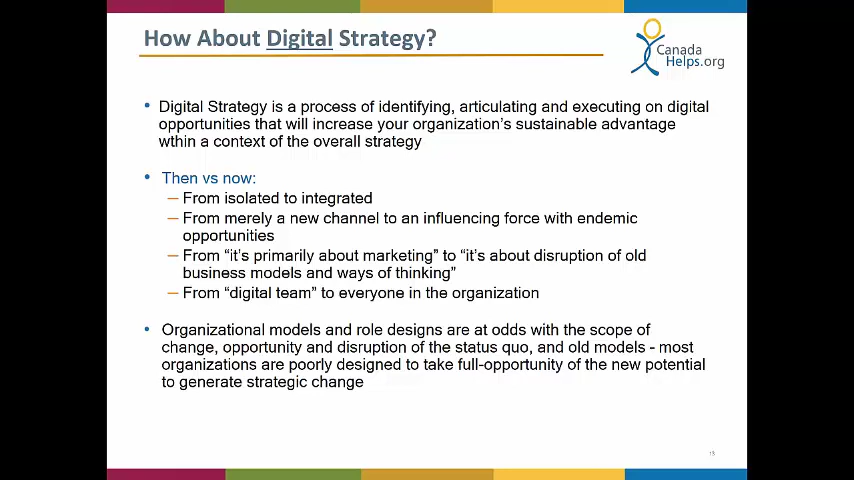 How About Digital Strategy?
Canada
Helps.org
• Digital Strategy is a process of identifying, articulating and executing on digital
opportunities that will increase your organization's sustainable advantage
wthin a context of the overall strategy
• Then vs now:
– From isolated to integrated
– From merely a new channel to an influencing force with endemic
opportunities
– From “it's primarily about marketing” to “it's about disruption of old
business models and ways of thinking”
– From “digital team” to everyone in the organization
• Organizational models and role designs are at odds with the scope of
change, opportunity and disruption of the status quo, and old models - most
organizations are poorly designed to take full-opportunity of the new potential
to generate strategic change
13